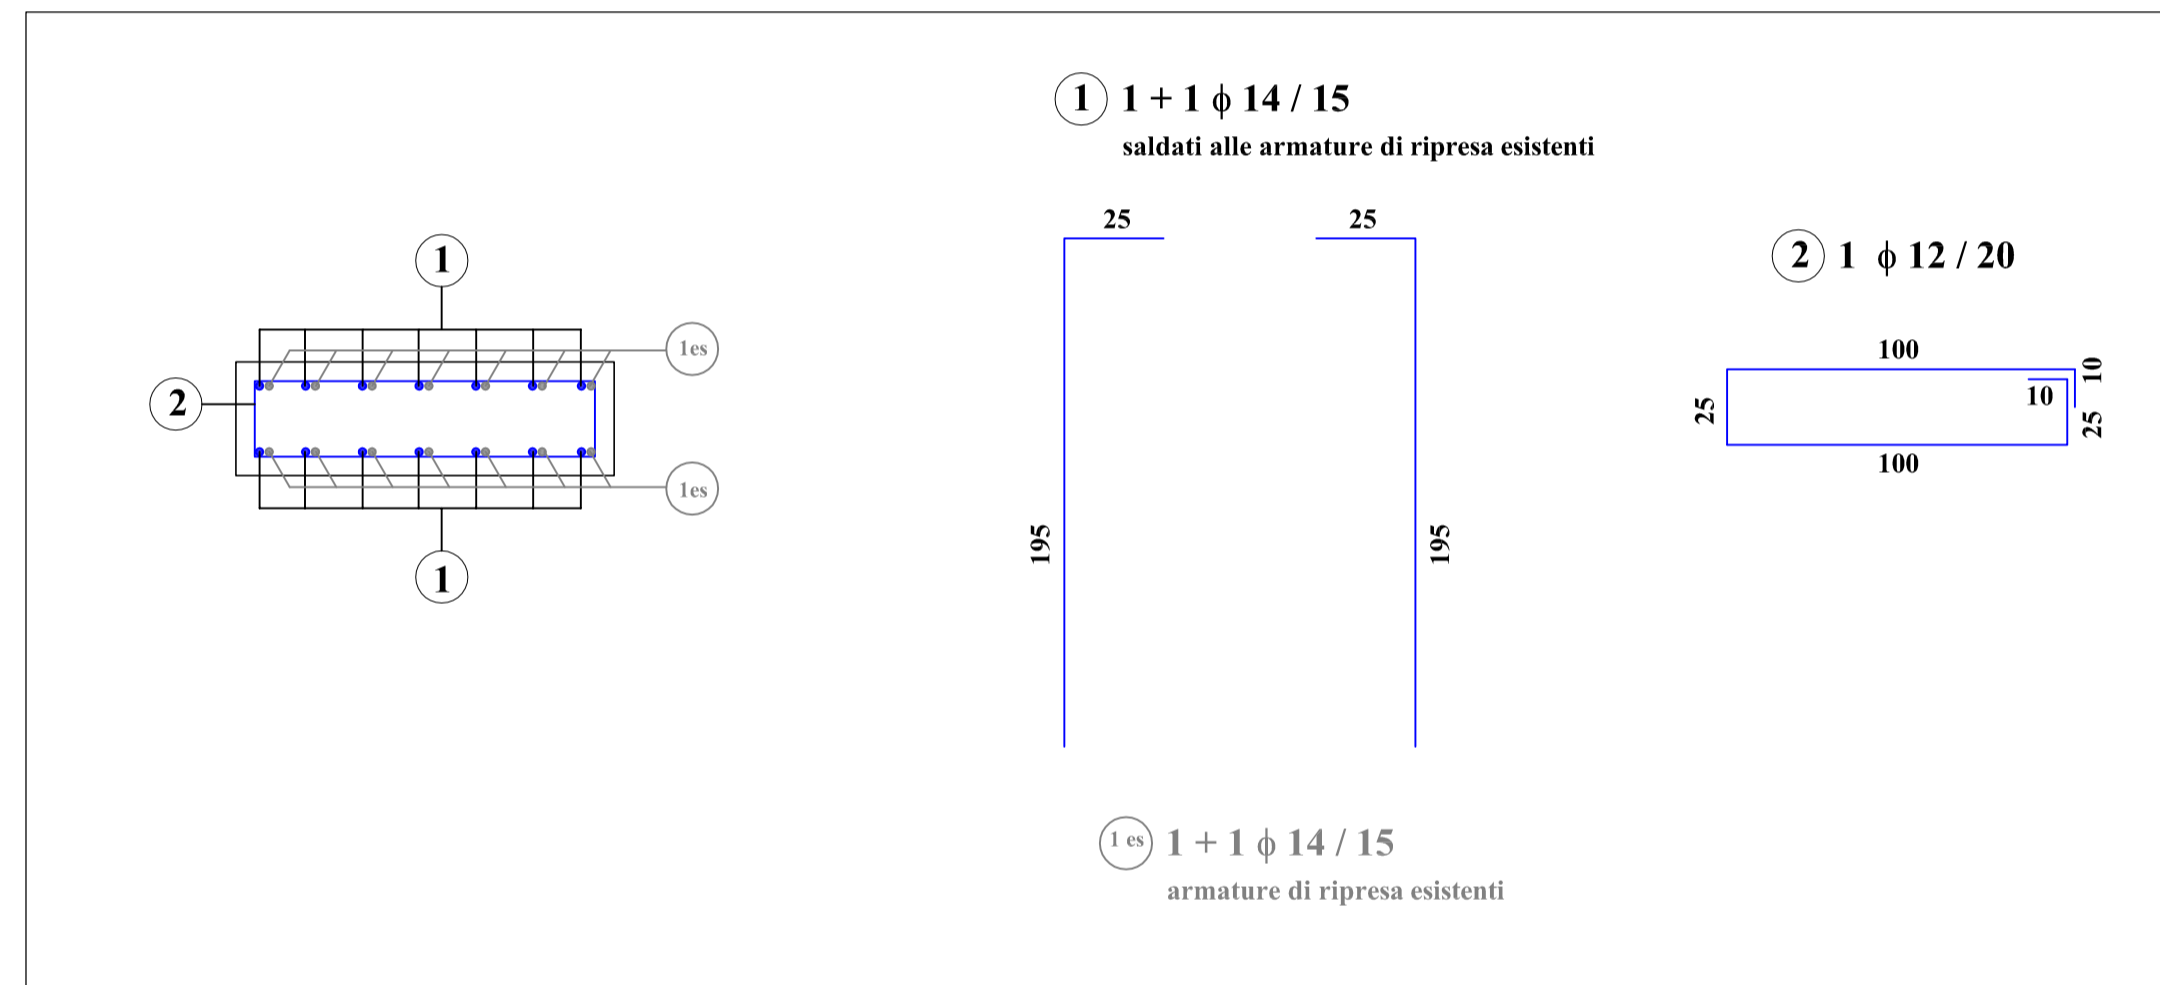 1 1 + 1 ϕ 14 / 15
saldati alle armature di ripresa esistenti
25
25
195
195
1 es 1 + 1 ϕ 14 / 15
armature di ripresa esistenti
1
1es
2
1es
1
2 1 ϕ 12 / 20
100
10
10
25
25
100